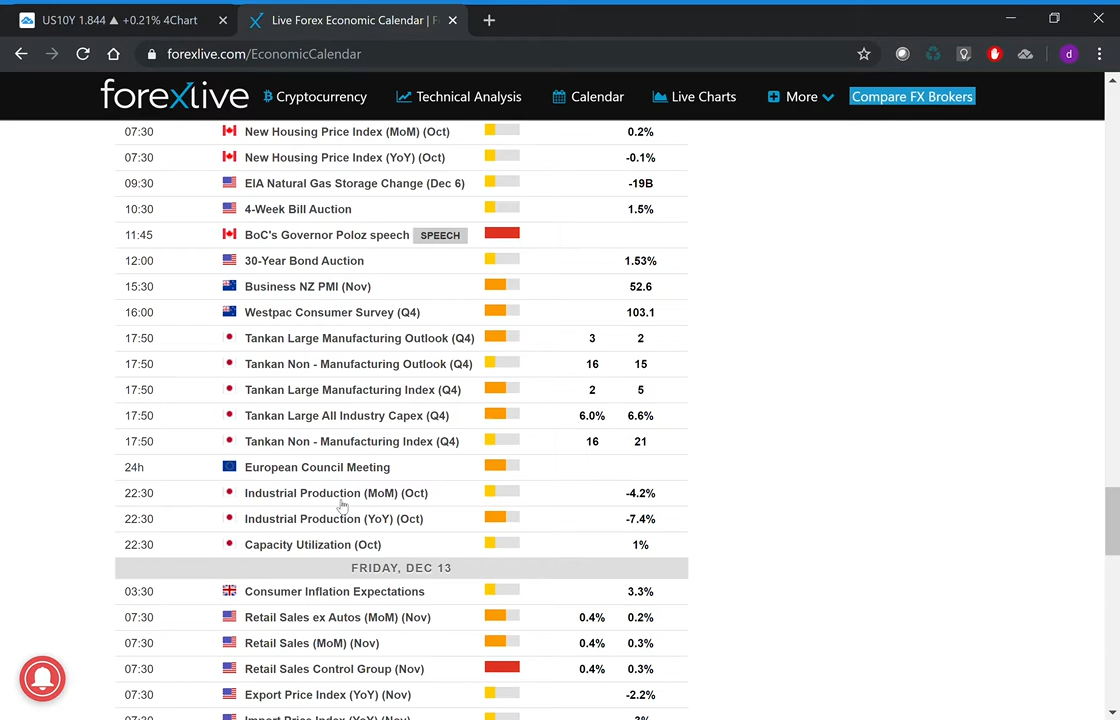 US10Y 1.844 ▲ +0.21% 4Chart
Live Forex Economic Calendar |
forexlive.com/EconomicCalendar
d
forexlive
Cryptocurrency
Technical Analysis
Calendar
Live Charts
More
Compare FX Brokers
07:30 New Housing Price Index (MoM) (Oct) 0.2%
07:30 New Housing Price Index (YoY) (Oct) -0.1%
09:30 EIA Natural Gas Storage Change (Dec 6) -19B
10:30 4-Week Bill Auction 1.5%
11:45 BoC's Governor Poloz speech SPEECH
12:00 30-Year Bond Auction 1.53%
15:30 Business NZ PMI (Nov) 52.6
16:00 Westpac Consumer Survey (Q4) 103.1
17:50 Tankan Large Manufacturing Outlook (Q4) 3 2
17:50 Tankan Non - Manufacturing Outlook (Q4) 16 15
17:50 Tankan Large Manufacturing Index (Q4) 2 5
17:50 Tankan Large All Industry Capex (Q4) 6.0% 6.6%
17:50 Tankan Non - Manufacturing Index (Q4) 16 21
24h European Council Meeting
22:30 Industrial Production (MoM) (Oct) -4.2%
22:30 Industrial Production (YoY) (Oct) -7.4%
22:30 Capacity Utilization (Oct) 1%
FRIDAY, DEC 13
03:30 Consumer Inflation Expectations 3.3%
07:30 Retail Sales ex Autos (MoM) (Nov) 0.4% 0.2%
07:30 Retail Sales (MoM) (Nov) 0.4% 0.3%
07:30 Retail Sales Control Group (Nov) 0.4% 0.3%
07:30 Export Price Index (YoY) (Nov) -2.2%
07:30 Import Price Index (YoY) (Nov)